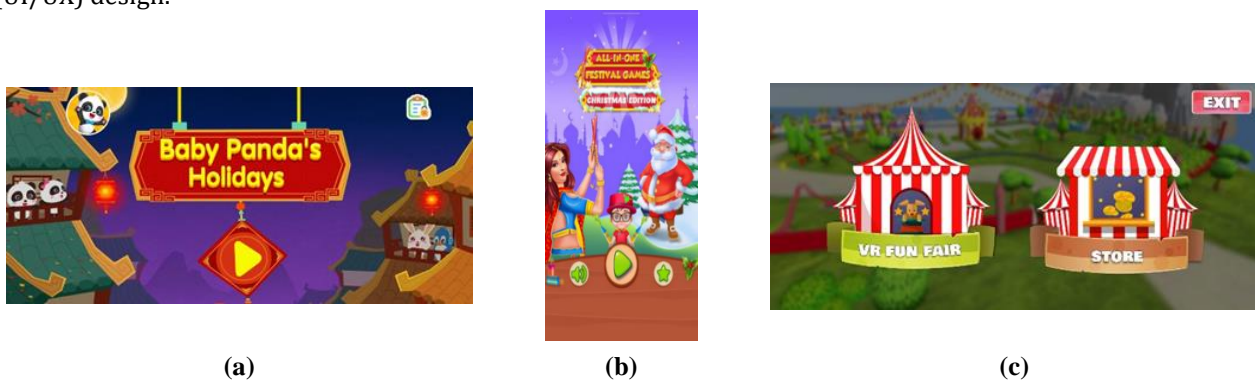 (UI/UX) design.
Baby Panda's
Holidays
ALL-IN-ONE
FESTIVAL GAMES
CHRISTMAS EDITION
EXIT
VR FUN FAIR
STORE
(a)
(b)
(c)